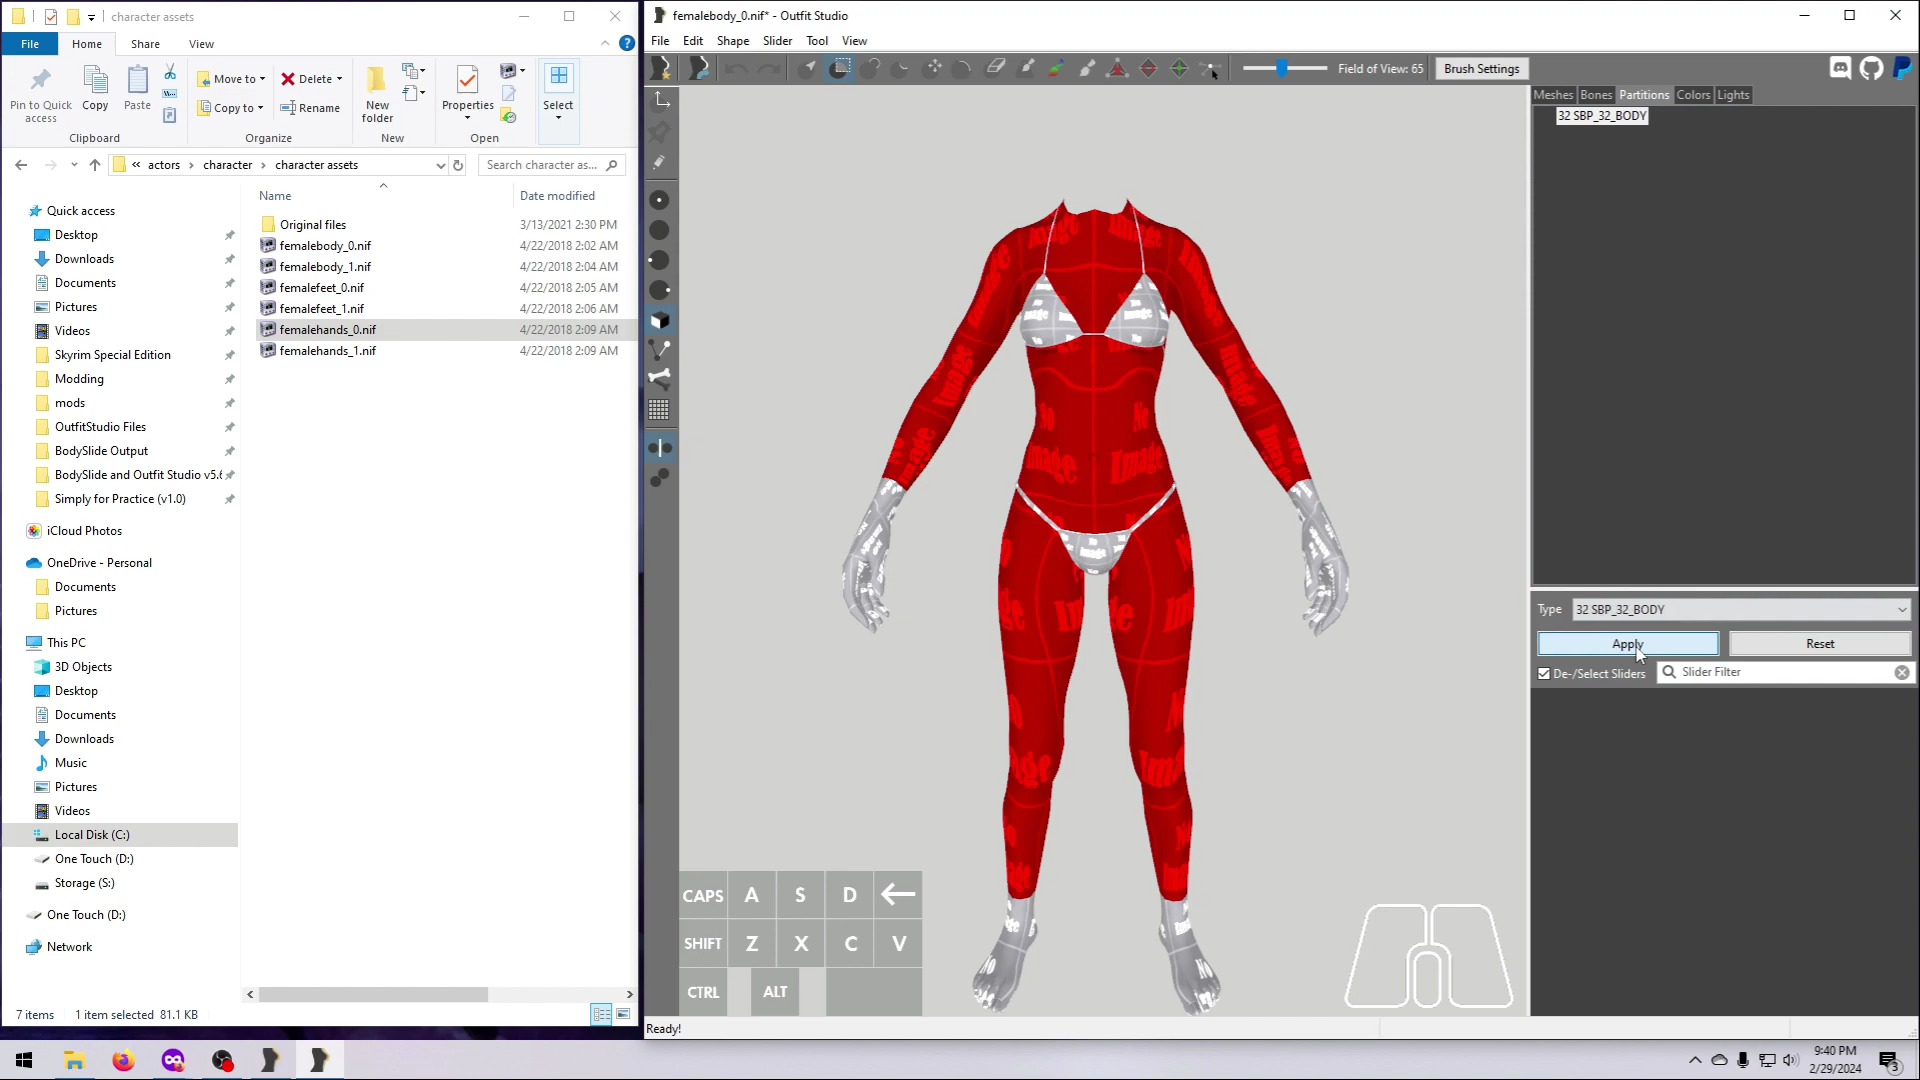 character assets
File
Home
Share
View
Pin to Quick access
Copy
Paste
Clipboard
Move to
Copy to
Delete
Rename
Organize
New folder
New
Properties
Open
Select
« actors > character > character assets
Search character as...
Name
Date modified
Original files 3/13/2021 2:30 PM
femalebody_0.nif 4/22/2018 2:02 AM
femalebody_1.nif 4/22/2018 2:04 AM
femalefeet_0.nif 4/22/2018 2:05 AM
femalefeet_1.nif 4/22/2018 2:06 AM
femalehands_0.nif 4/22/2018 2:09 AM
femalehands_1.nif 4/22/2018 2:09 AM
Quick access
Desktop
Downloads
Documents
Pictures
Videos
Skyrim Special Edition
Modding
mods
OutfitStudio Files
BodySlide Output
BodySlide and Outfit Studio v5.6
Simply for Practice (v1.0)
iCloud Photos
OneDrive - Personal
Documents
Pictures
This PC
3D Objects
Desktop
Documents
Downloads
Music
Pictures
Videos
Local Disk (C:)
One Touch (D:)
Storage (S:)
One Touch (D:)
Network
7 items 1 item selected 81.1 KB
femalebody_0.nif* - Outfit Studio
File Edit Shape Slider Tool View
Field of View: 65
Brush Settings
Meshes Bones Partitions Colors Lights
32 SBP_32_BODY
Image Image
No No
Image Image
Type 32 SBP_32_BODY
Apply
Reset
De-/Select Sliders
Slider Filter
CAPS A S D
SHIFT Z X C V
CTRL ALT
Ready!
9:40 PM
2/29/2024
3